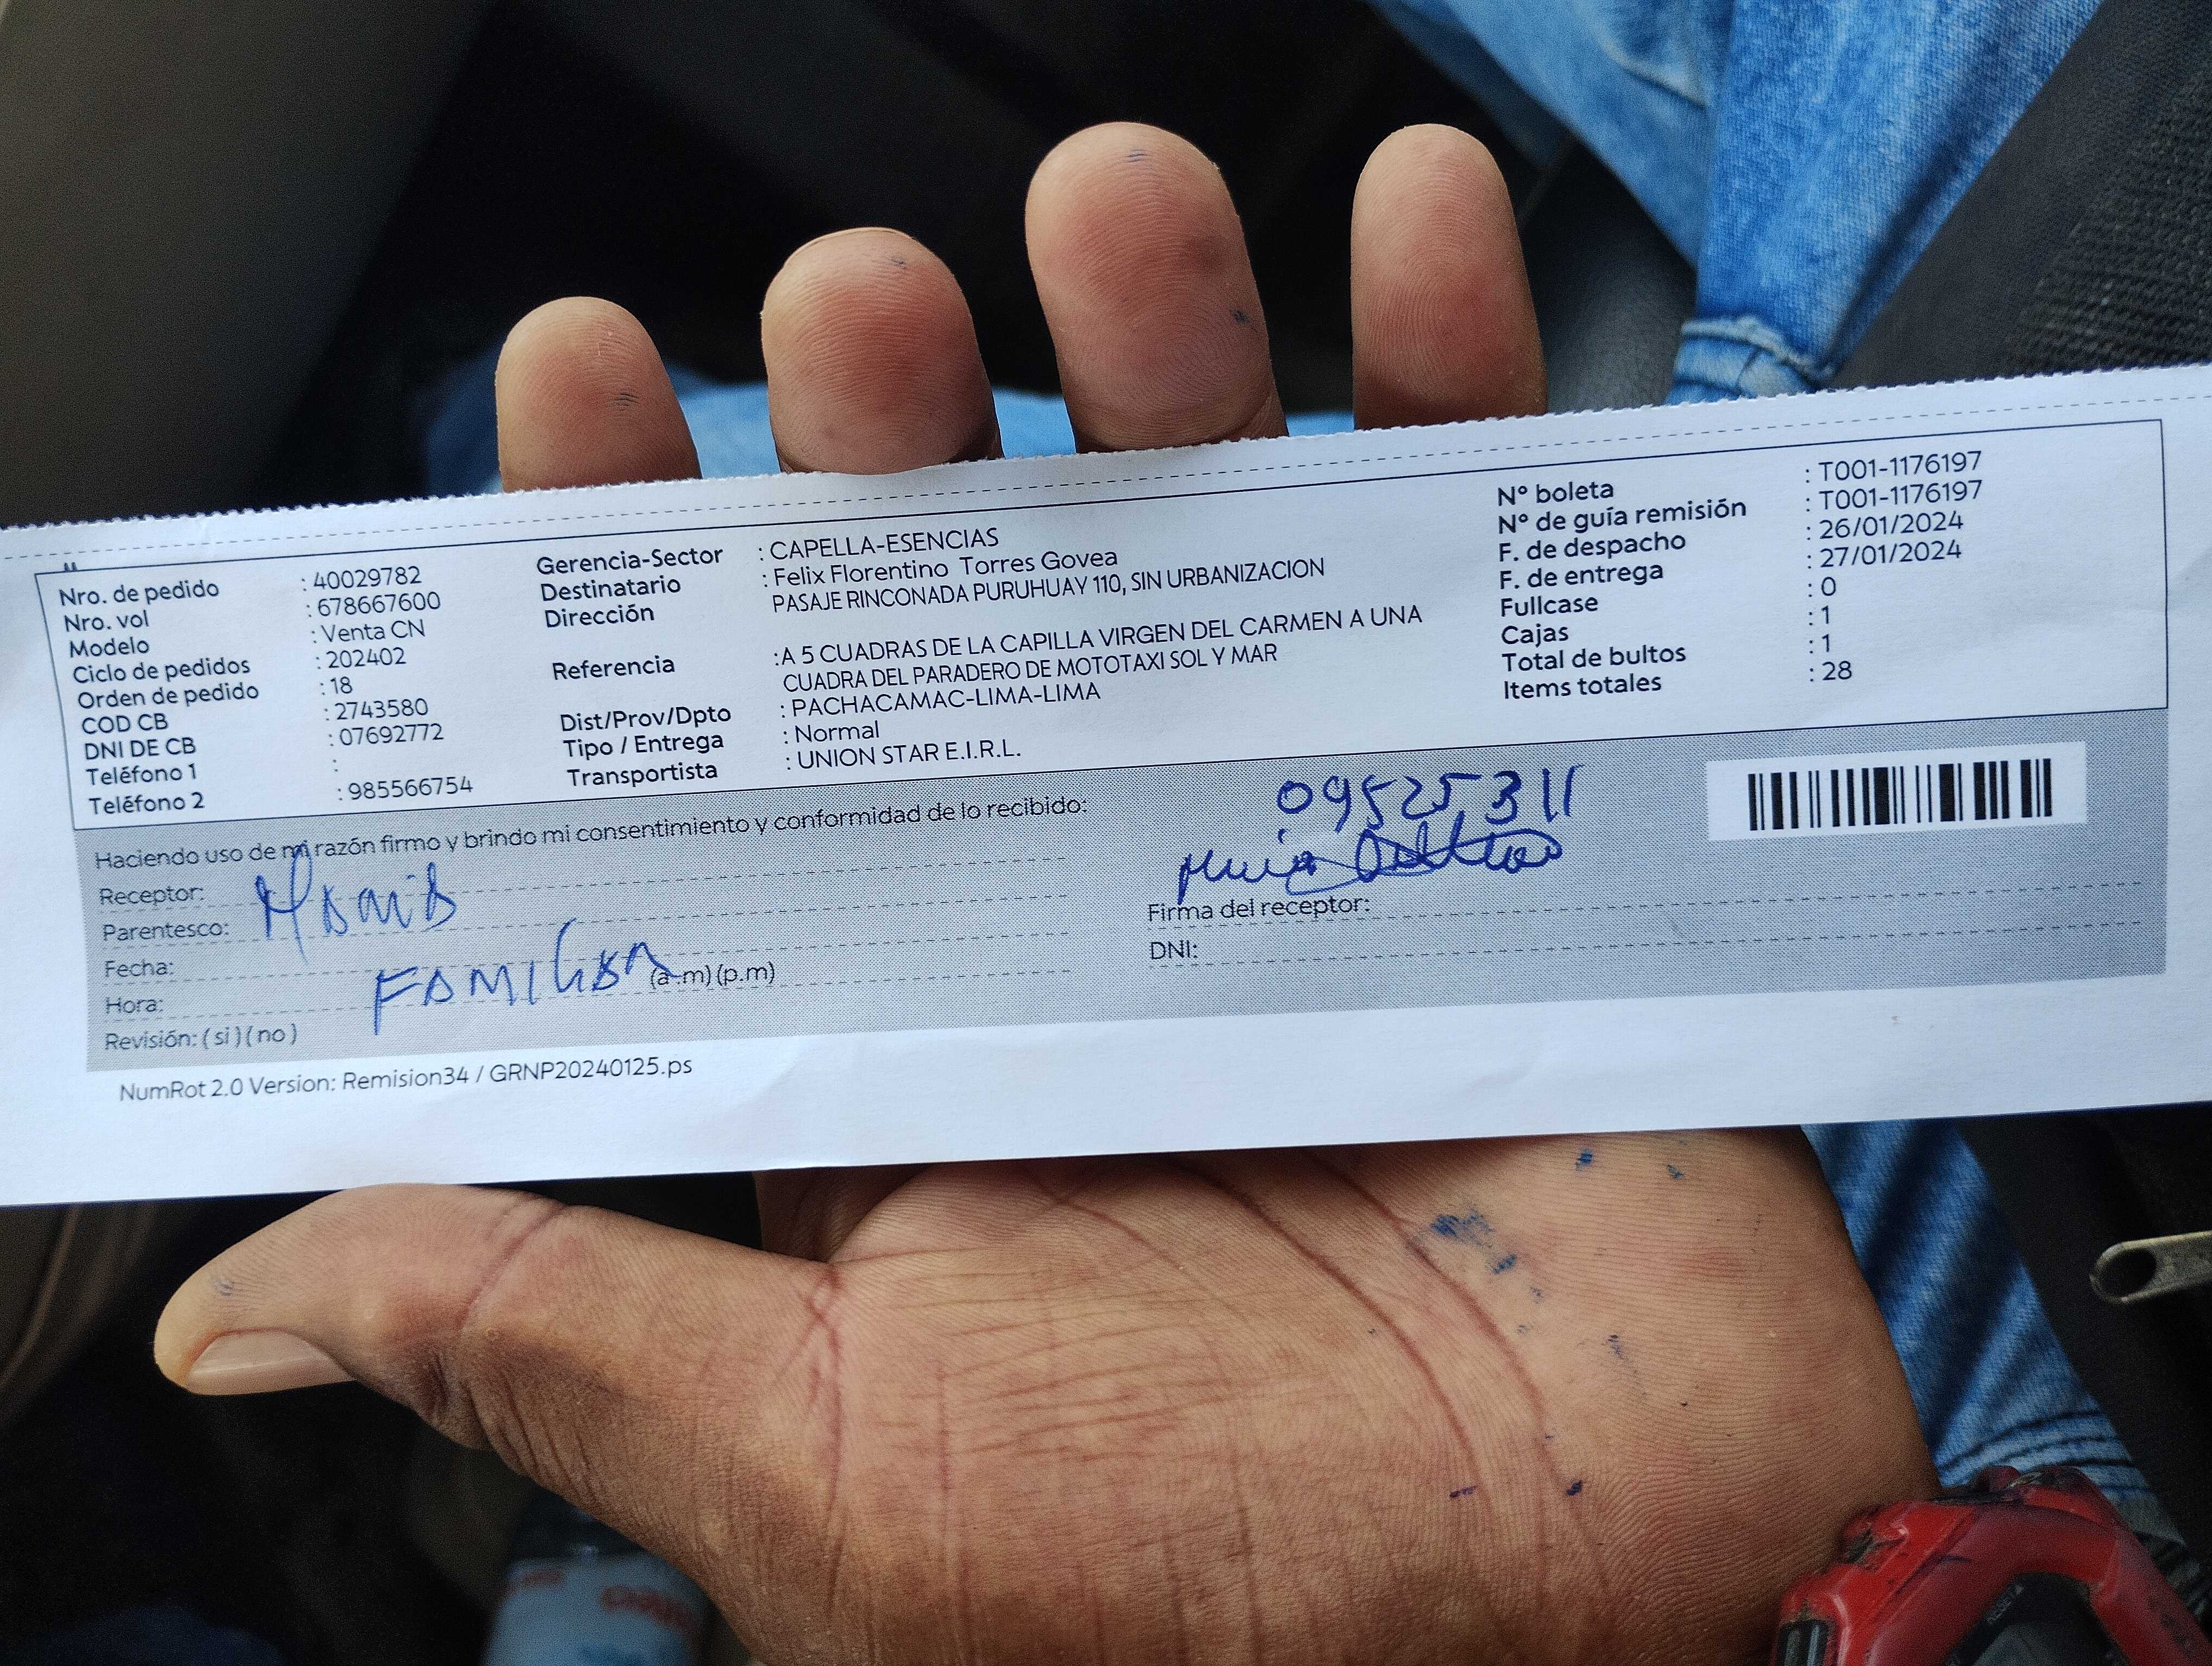 Nro. de pedido : 40029782
Nro. vol : 678667600
Modelo : Venta CN
Ciclo de pedidos : 202402
Orden de pedido : 18
COD CB : 2743580
DNI DE CB : 07692772
Teléfono 1 :
Teléfono 2 : 985566754
Gerencia-Sector : CAPELLA-ESENCIAS
Destinatario : Felix Florentino Torres Govea
Dirección PASAJE RINCONADA PURUHUAY 110, SIN URBANIZACION
Referencia :A 5 CUADRAS DE LA CAPILLA VIRGEN DEL CARMEN A UNA
CUADRA DEL PARADERO DE MOTOTAXI SOL Y MAR
Dist/Prov/Dpto : PACHACAMAC-LIMA-LIMA
Tipo / Entrega : Normal
Transportista : UNION STAR E.I.R.L.
N° boleta : T001-1176197
N° de guía remisión : T001-1176197
F. de despacho : 26/01/2024
F. de entrega : 27/01/2024
Fullcase : 0
Cajas : 1
Total de bultos : 1
Items totales : 28
Haciendo uso de mi razón firmo y brindo mi consentimiento y conformidad de lo recibido:
Receptor:
Parentesco:
Fecha:
FAMILIAR
Hora: (a.m)(p.m)
Revisión: (si)(no)
09525311
Firma del receptor:
DNI:
NumRot 2.0 Version: Remision34 / GRNP20240125.ps